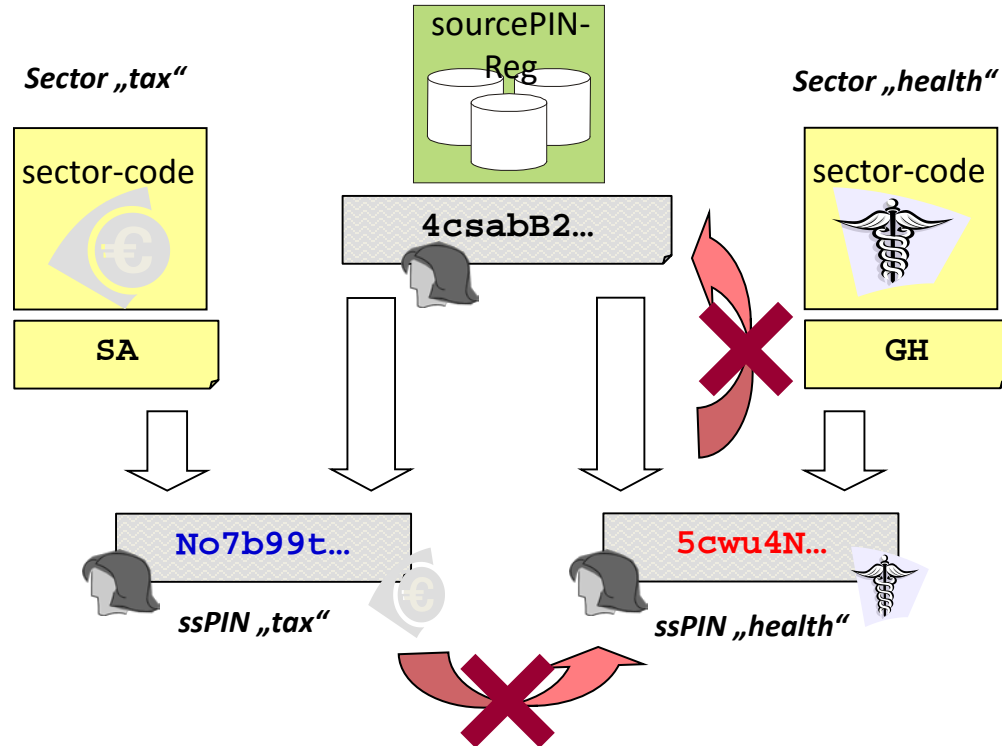 sourcePIN-
Reg
Sector „tax“
Sector „health“
sector-code
sector-code
4csabB2…
SA
GH
No7b99t…
5cwu4N…
ssPIN „tax“
ssPIN „health“